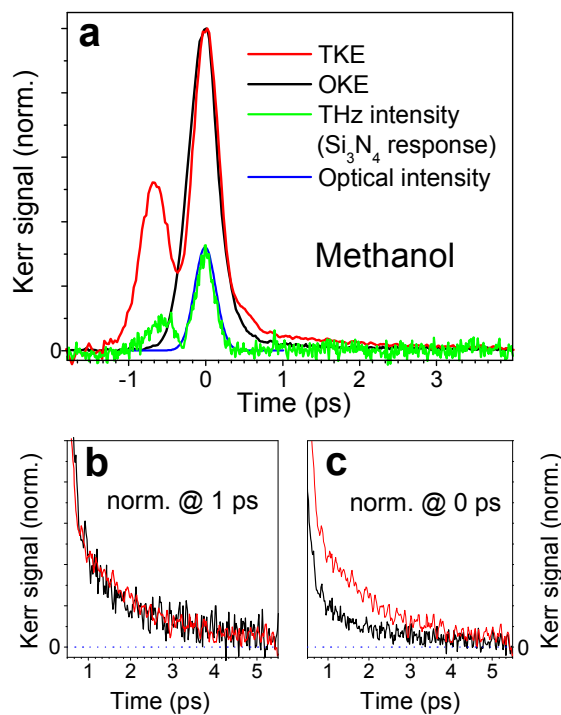 a
TKE
OKE
THz intensity
(Si₃N₄ response)
Optical intensity
Methanol
Kerr signal (norm.)
0
-1 0 1 2 3
Time (ps)
b
norm. @ 1 ps
Kerr signal (norm.)
0
1 2 3 4 5
Time (ps)
c
norm. @ 0 ps
Kerr signal (norm.)
0
1 2 3 4 5
Time (ps)